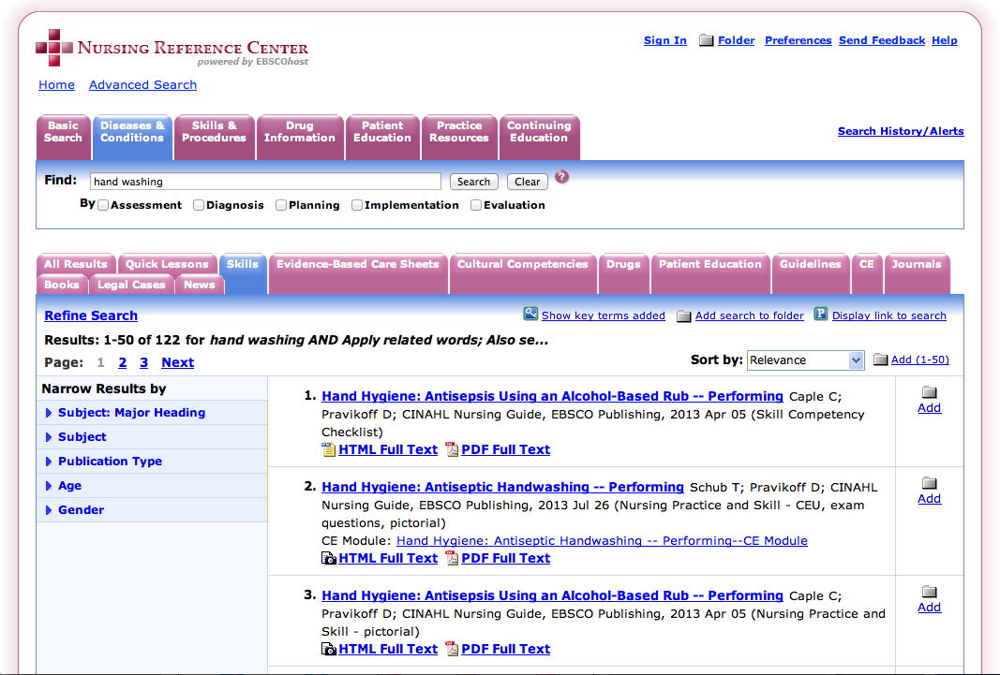 NURSING REFERENCE CENTER
powered by EBSCOhost
Sign In Folder Preferences Send Feedback Help
Home Advanced Search
Basic Search
Diseases & Conditions
Skills & Procedures
Drug Information
Patient Education
Practice Resources
Continuing Education
Search History/Alerts
Find: hand washing Search Clear ?
By Assessment Diagnosis Planning Implementation Evaluation
All Results Quick Lessons Skills Evidence-Based Care Sheets Cultural Competencies Drugs Patient Education Guidelines CE Journals
Books Legal Cases News
Refine Search Show key terms added Add search to folder P Display link to search
Results: 1-50 of 122 for hand washing AND Apply related words; Also se...
Page: 1 2 3 Next Sort by: Relevance Add (1-50)
Narrow Results by
Subject: Major Heading
Subject
Publication Type
Age
Gender
1. Hand Hygiene: Antisepsis Using an Alcohol-Based Rub -- Performing Caple C;
Pravikoff D; CINAHL Nursing Guide, EBSCO Publishing, 2013 Apr 05 (Skill Competency
Checklist)
HTML Full Text PDF Full Text
Add
2. Hand Hygiene: Antiseptic Handwashing -- Performing Schub T; Pravikoff D; CINAHL
Nursing Guide, EBSCO Publishing, 2013 Jul 26 (Nursing Practice and Skill - CEU, exam
questions, pictorial)
CE Module: Hand Hygiene: Antiseptic Handwashing -- Performing--CE Module
HTML Full Text PDF Full Text
Add
3. Hand Hygiene: Antisepsis Using an Alcohol-Based Rub -- Performing Caple C;
Pravikoff D; CINAHL Nursing Guide, EBSCO Publishing, 2013 Apr 05 (Nursing Practice and
Skill - pictorial)
HTML Full Text PDF Full Text
Add